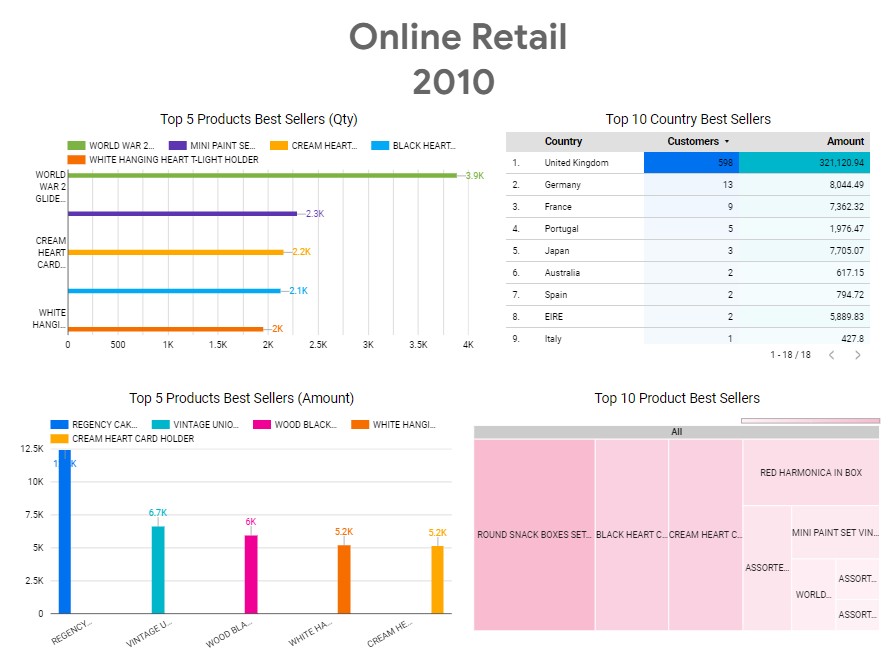 Online Retail
2010
Top 5 Products Best Sellers (Qty)
WORLD WAR 2...
MINI PAINT SE...
CREAM HEART...
BLACK HEART...
WHITE HANGING HEART T-LIGHT HOLDER
WORLD
WAR 2
GLIDE...
3.9K
2.3K
CREAM
HEART
CARD...
2.2K
2.1K
WHITE
HANGI...
2K
0 500 1K 1.5K 2K 2.5K 3K 3.5K 4K
Top 10 Country Best Sellers
Country Customers Amount
1. United Kingdom 598 321,120.94
2. Germany 13 8,044.49
3. France 9 7,362.32
4. Portugal 5 1,976.47
5. Japan 3 7,705.07
6. Australia 2 617.15
7. Spain 2 794.72
8. EIRE 2 5,889.83
9. Italy 1 427.8
1 - 18 / 18
Top 5 Products Best Sellers (Amount)
REGENCY CAK...
VINTAGE UNIO...
WOOD BLACK...
WHITE HANGI...
CREAM HEART CARD HOLDER
12.5K
10K
7.5K
5K
2.5K
0
6.7K
6K
5.2K
5.2K
REGENCY...
VINTAGE U...
WOOD BLA...
WHITE HA...
CREAM HE...
Top 10 Product Best Sellers
All
ROUND SNACK BOXES SET...
BLACK HEART C...
CREAM HEART C...
RED HARMONICA IN BOX
ASSORTE...
MINI PAINT SET VIN...
WORLD...
ASSORT...
ASSORT...